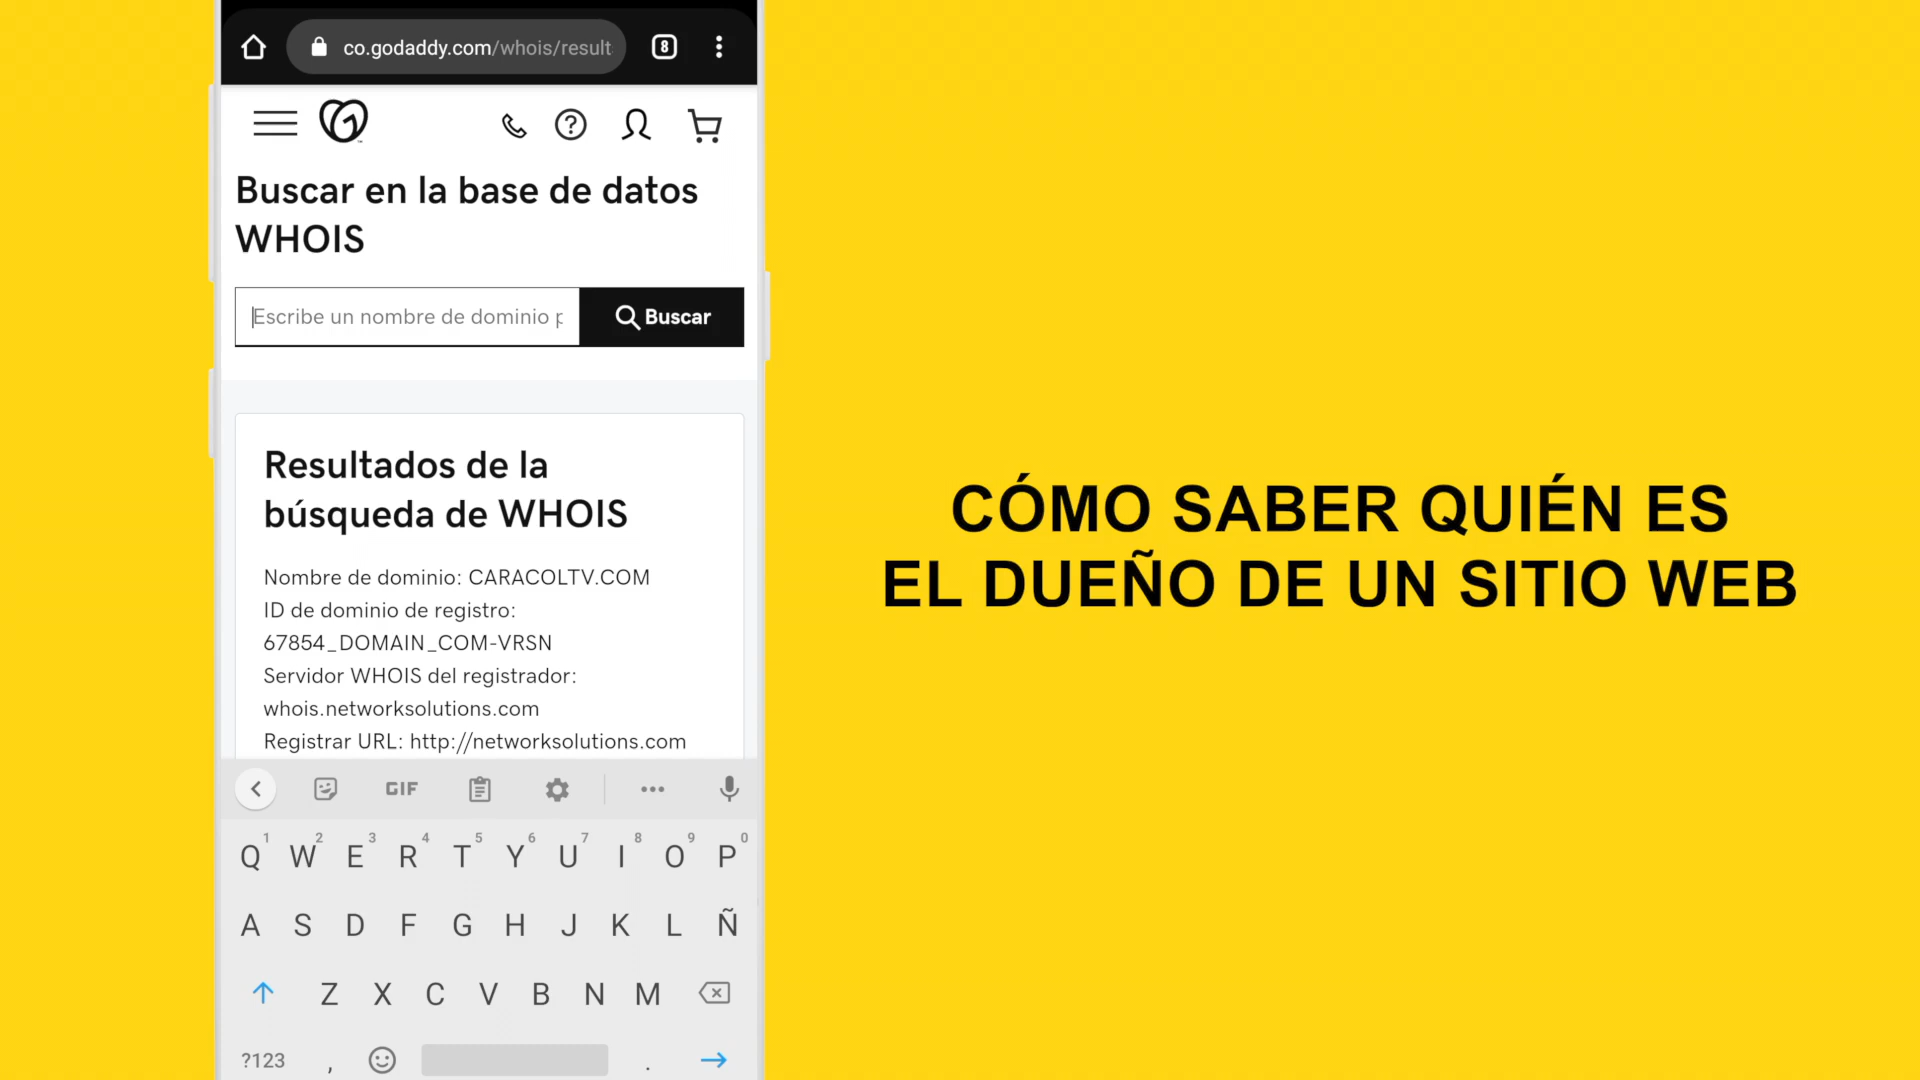 co.godaddy.com/whois/result
8
Buscar en la base de datos
WHOIS
Escribe un nombre de dominio p
Buscar
Resultados de la
búsqueda de WHOIS
Nombre de dominio: CARACOLTV.COM
ID de dominio de registro:
67854_DOMAIN_COM-VRSN
Servidor WHOIS del registrador:
whois.networksolutions.com
Registrar URL: http://networksolutions.com
GIF
1 2 3 4 5 6 7 8 9 0
Q W E R T Y U I O P
A S D F G H J K L Ñ
Z X C V B N M
?123 , .
CÓMO SABER QUIÉN ES
EL DUEÑO DE UN SITIO WEB